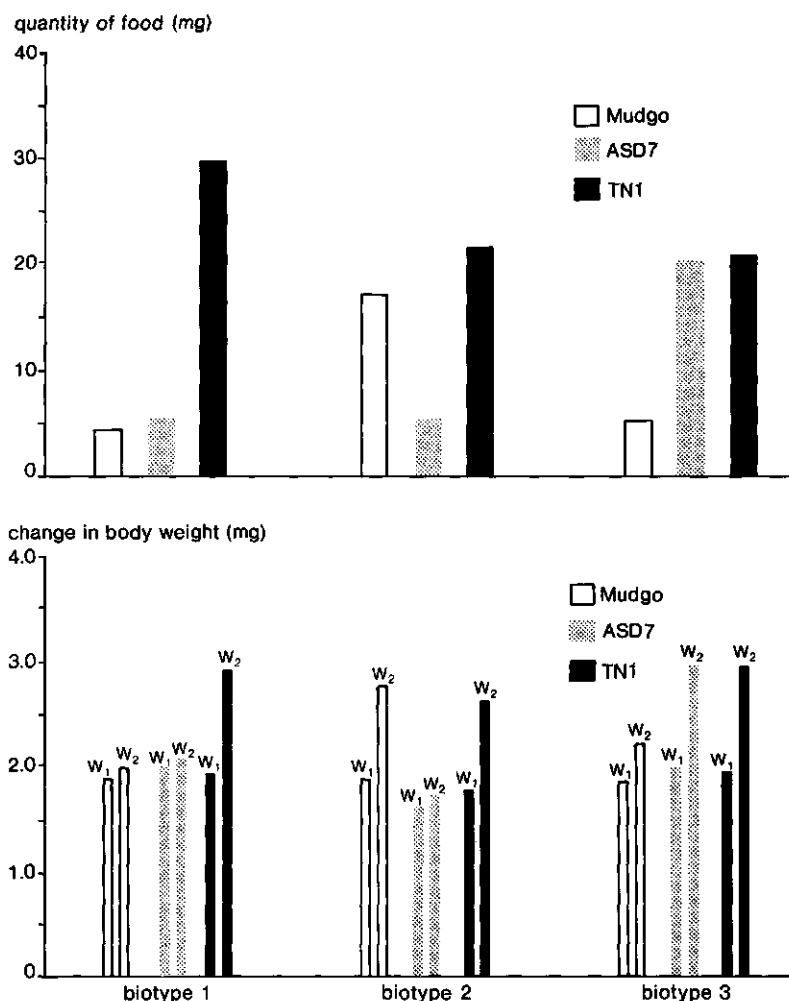 quantity of food (mg)
40
30
20
10
0
Mudgo
ASD7
TN1
change in body weight (mg)
4.0
3.0
2.0
1.0
0
Mudgo
ASD7
TN1
W₁ W₂ W₁ W₂ W₁ W₂
W₁ W₂ W₁ W₂ W₁ W₂
W₁ W₂ W₁ W₂ W₁ W₂
biotype 1 biotype 2 biotype 3